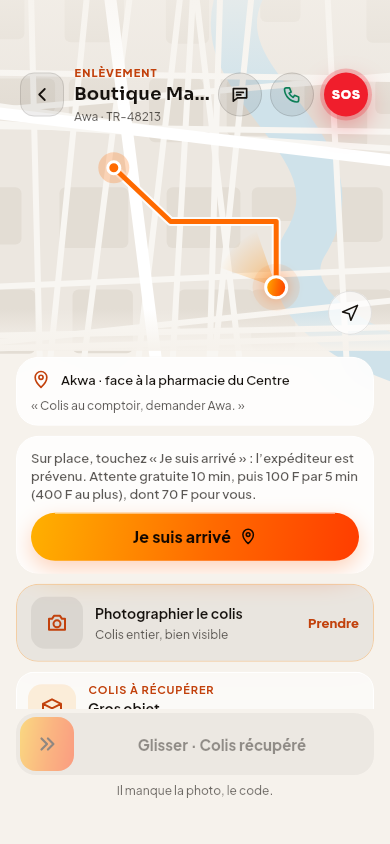 ENLÈVEMENT
Boutique Ma...
Awa · TR-48213
SOS
Akwa · face à la pharmacie du Centre
« Colis au comptoir, demander Awa. »
Sur place, touchez « Je suis arrivé » : l'expéditeur est
prévenu. Attente gratuite 10 min, puis 100 F par 5 min
(400 F au plus), dont 70 F pour vous.
Je suis arrivé
Photographier le colis
Colis entier, bien visible
Prendre
COLIS À RÉCUPÉRER
Gros objet
Glisser · Colis récupéré
Il manque la photo, le code.